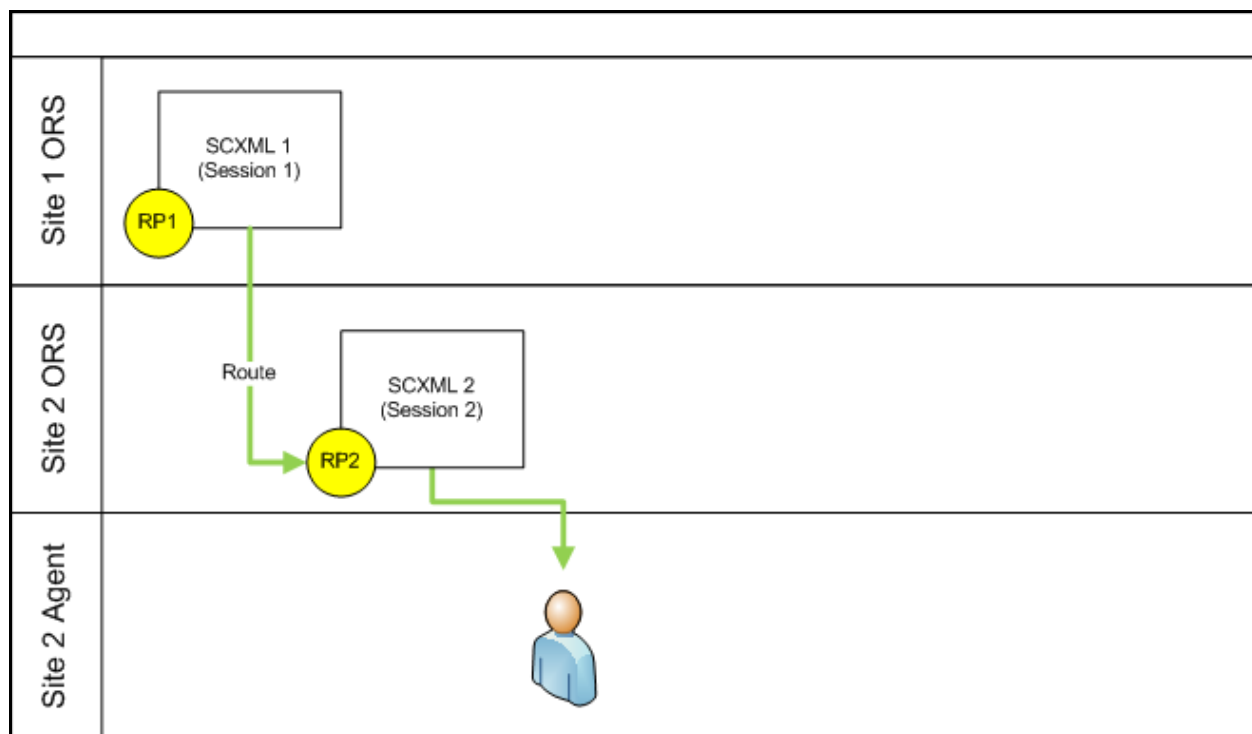 Site 1 ORS
SCXML 1
(Session 1)
RP1
Site 2 ORS
Route
SCXML 2
(Session 2)
RP2
Site 2 Agent